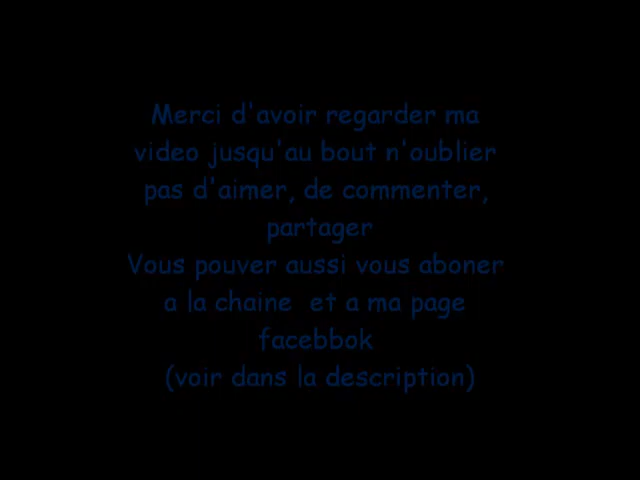 Merci d'avoir regarder ma
video jusqu'au bout n'oublier
pas d'aimer, de commenter,
partager
Vous pouver aussi vous aboner
a la chaine  et a ma page
facebbok
(voir dans la description)